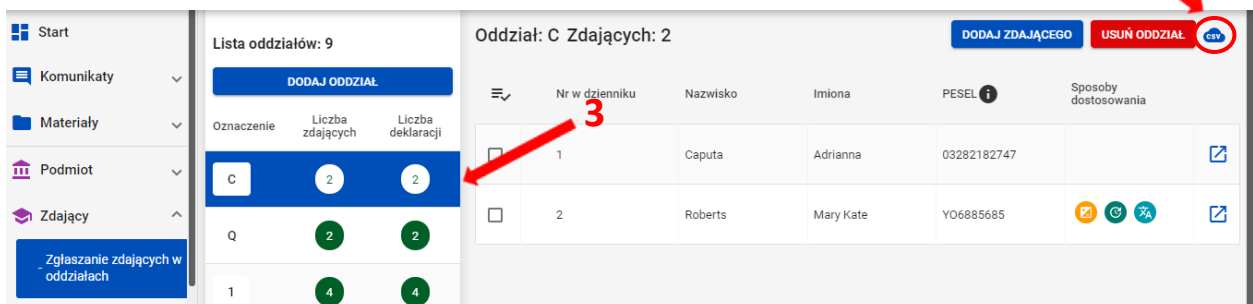 Start
Komunikaty
Materiały
Podmiot
Zdający
- Zgłaszanie zdających w
oddziałach
Lista oddziałów: 9
DODAJ ODDZIAŁ
Oznaczenie Liczba zdających Liczba deklaracji
C 2 2
Q 2 2
1 4 4
Oddział: C Zdających: 2
DODAJ ZDAJĄCEGO USUŃ ODDZIAŁ CSV
Nr w dzienniku Nazwisko Imiona PESEL i Sposoby dostosowania
3
1 Caputa Adrianna 03282182747
2 Roberts Mary Kate YO6885685